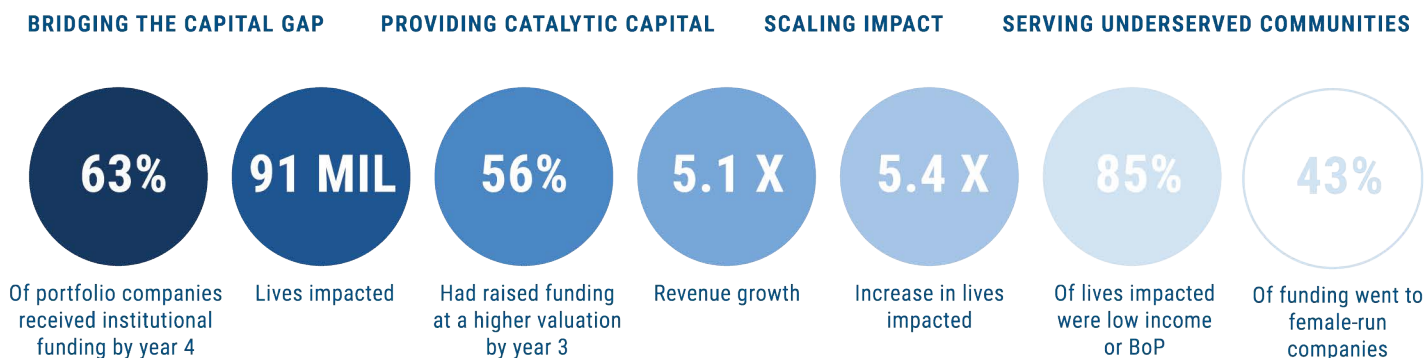 BRIDGING THE CAPITAL GAP
PROVIDING CATALYTIC CAPITAL
SCALING IMPACT
SERVING UNDERSERVED COMMUNITIES
63%
Of portfolio companies
received institutional
funding by year 4
91 MIL
Lives impacted
56%
Had raised funding
at a higher valuation
by year 3
5.1 X
Revenue growth
5.4 X
Increase in lives
impacted
85%
Of lives impacted
were low income
or BoP
43%
Of funding went to
female-run
companies